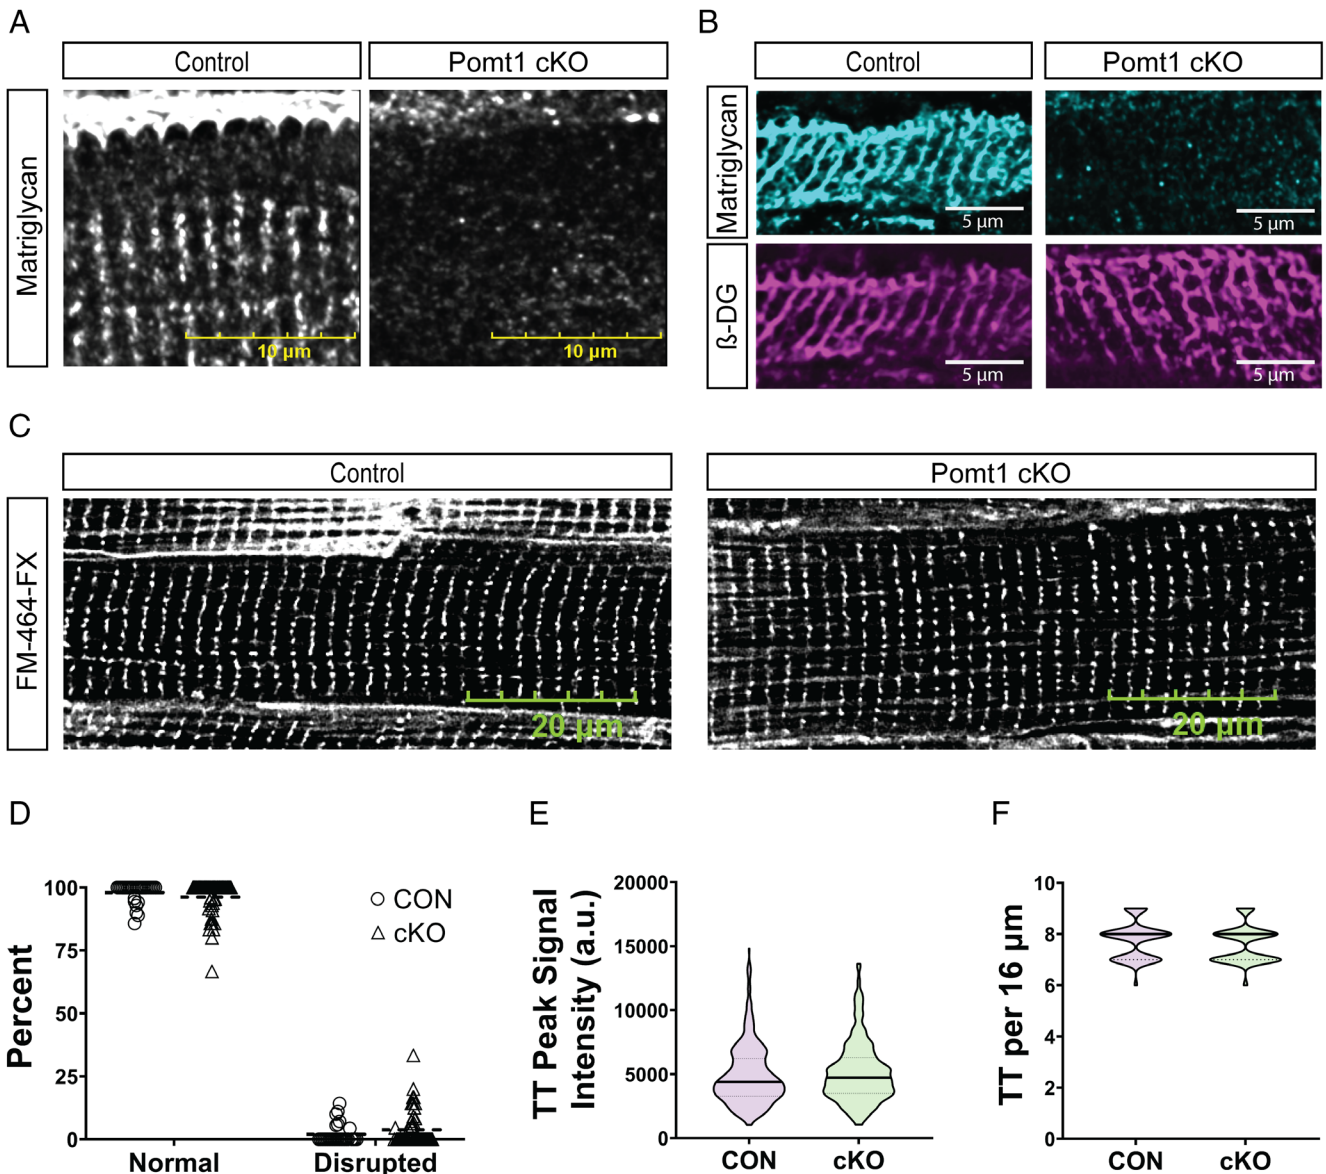 A
B
Control
Pomt1 cKO
Control
Pomt1 cKO
Matriglycan
10 µm
10 µm
Matriglycan
5 µm
5 µm
ß-DG
5 µm
5 µm
C
Control
Pomt1 cKO
FM-464-FX
20 µm
20 µm
D
E
F
Percent
100
75
50
25
0
CON
cKO
Normal
Disrupted
TT Peak Signal
Intensity (a.u.)
20000
15000
10000
5000
0
CON
cKO
TT per 16 µm
10
8
6
4
2
0
CON
cKO